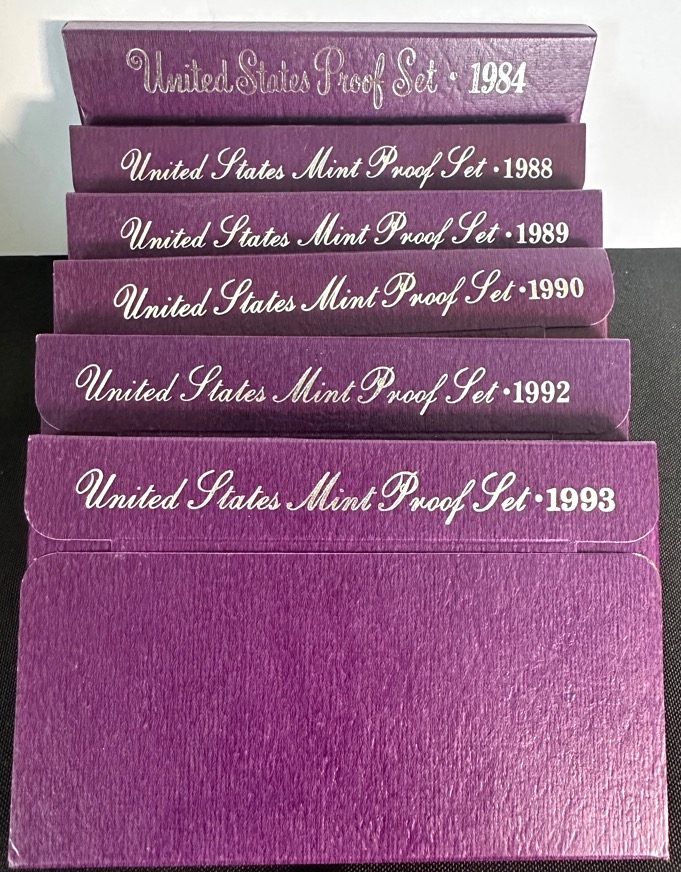 United States Proof Set · 1984
United States Mint Proof Set · 1988
United States Mint Proof Set · 1989
United States Mint Proof Set · 1990
United States Mint Proof Set · 1992
United States Mint Proof Set · 1993